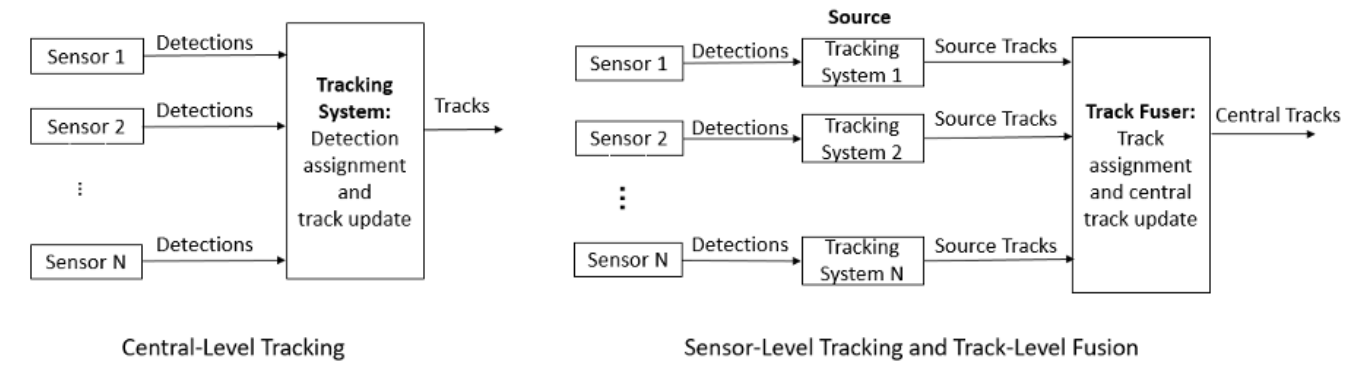 Sensor 1
Detections
Sensor 2
Detections
Sensor N
Detections
Tracking
System:
Detection
assignment
and
track update
Tracks
Central-Level Tracking
Source
Sensor 1
Detections
Tracking
System 1
Source Tracks
Sensor 2
Detections
Tracking
System 2
Source Tracks
Sensor N
Detections
Tracking
System N
Source Tracks
Track Fuser:
Track
assignment
and central
track update
Central Tracks
Sensor-Level Tracking and Track-Level Fusion